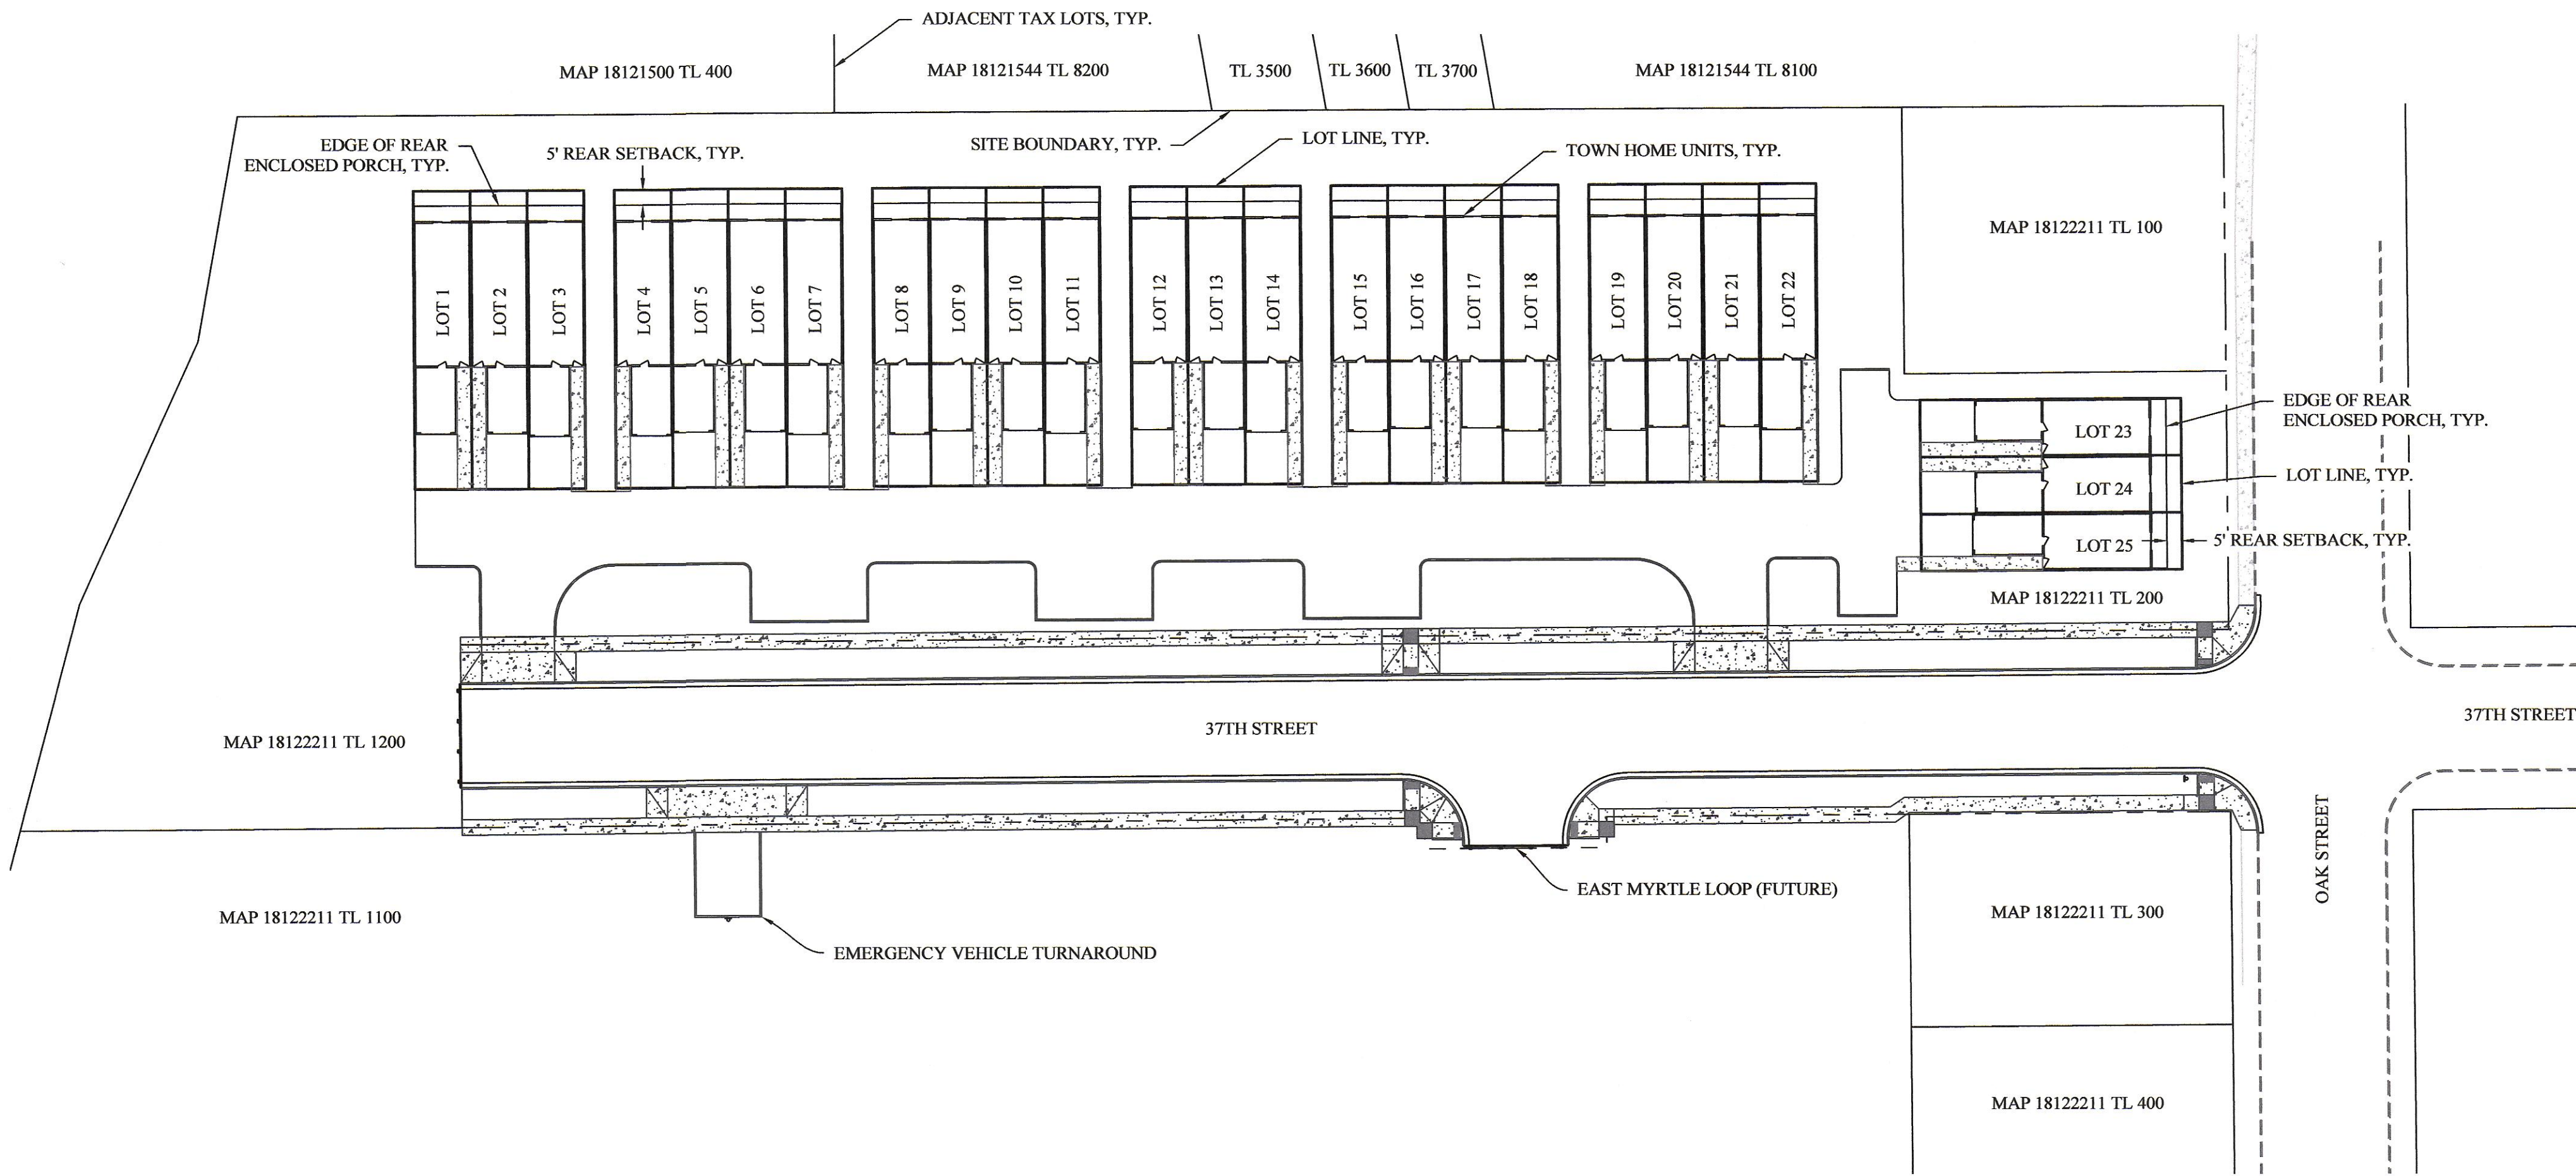 ADJACENT TAX LOTS, TYP.
MAP 18121500 TL 400
MAP 18121544 TL 8200
TL 3500
TL 3600
TL 3700
MAP 18121544 TL 8100
EDGE OF REAR
ENCLOSED PORCH, TYP.
5' REAR SETBACK, TYP.
SITE BOUNDARY, TYP.
LOT LINE, TYP.
TOWN HOME UNITS, TYP.
MAP 18122211 TL 100
LOT 1
LOT 2
LOT 3
LOT 4
LOT 5
LOT 6
LOT 7
LOT 8
LOT 9
LOT 10
LOT 11
LOT 12
LOT 13
LOT 14
LOT 15
LOT 16
LOT 17
LOT 18
LOT 19
LOT 20
LOT 21
LOT 22
EDGE OF REAR
ENCLOSED PORCH, TYP.
LOT 23
LOT LINE, TYP.
LOT 24
LOT 25
5' REAR SETBACK, TYP.
MAP 18122211 TL 200
37TH STREET
37TH STREET
MAP 18122211 TL 1200
OAK STREET
EAST MYRTLE LOOP (FUTURE)
MAP 18122211 TL 300
MAP 18122211 TL 1100
EMERGENCY VEHICLE TURNAROUND
MAP 18122211 TL 400